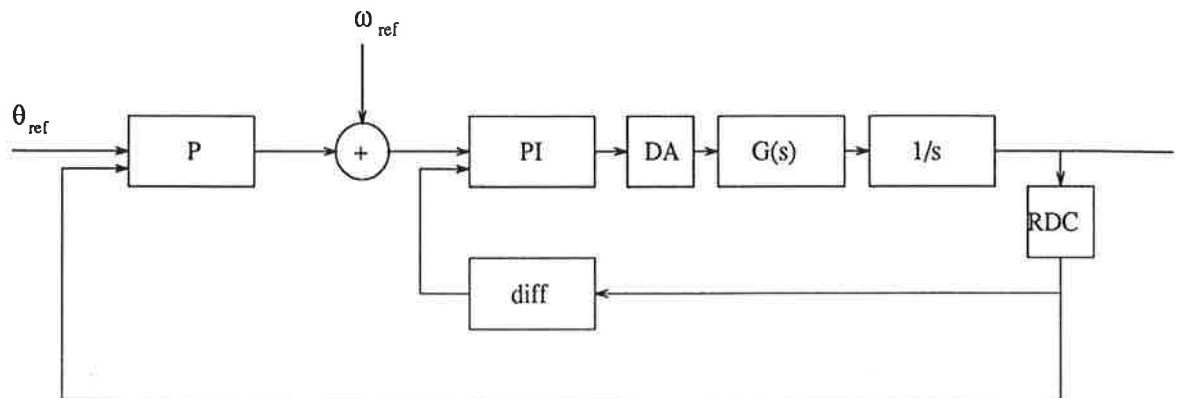 ω ref
θ ref
P
+
PI
DA
G(s)
1/s
RDC
diff